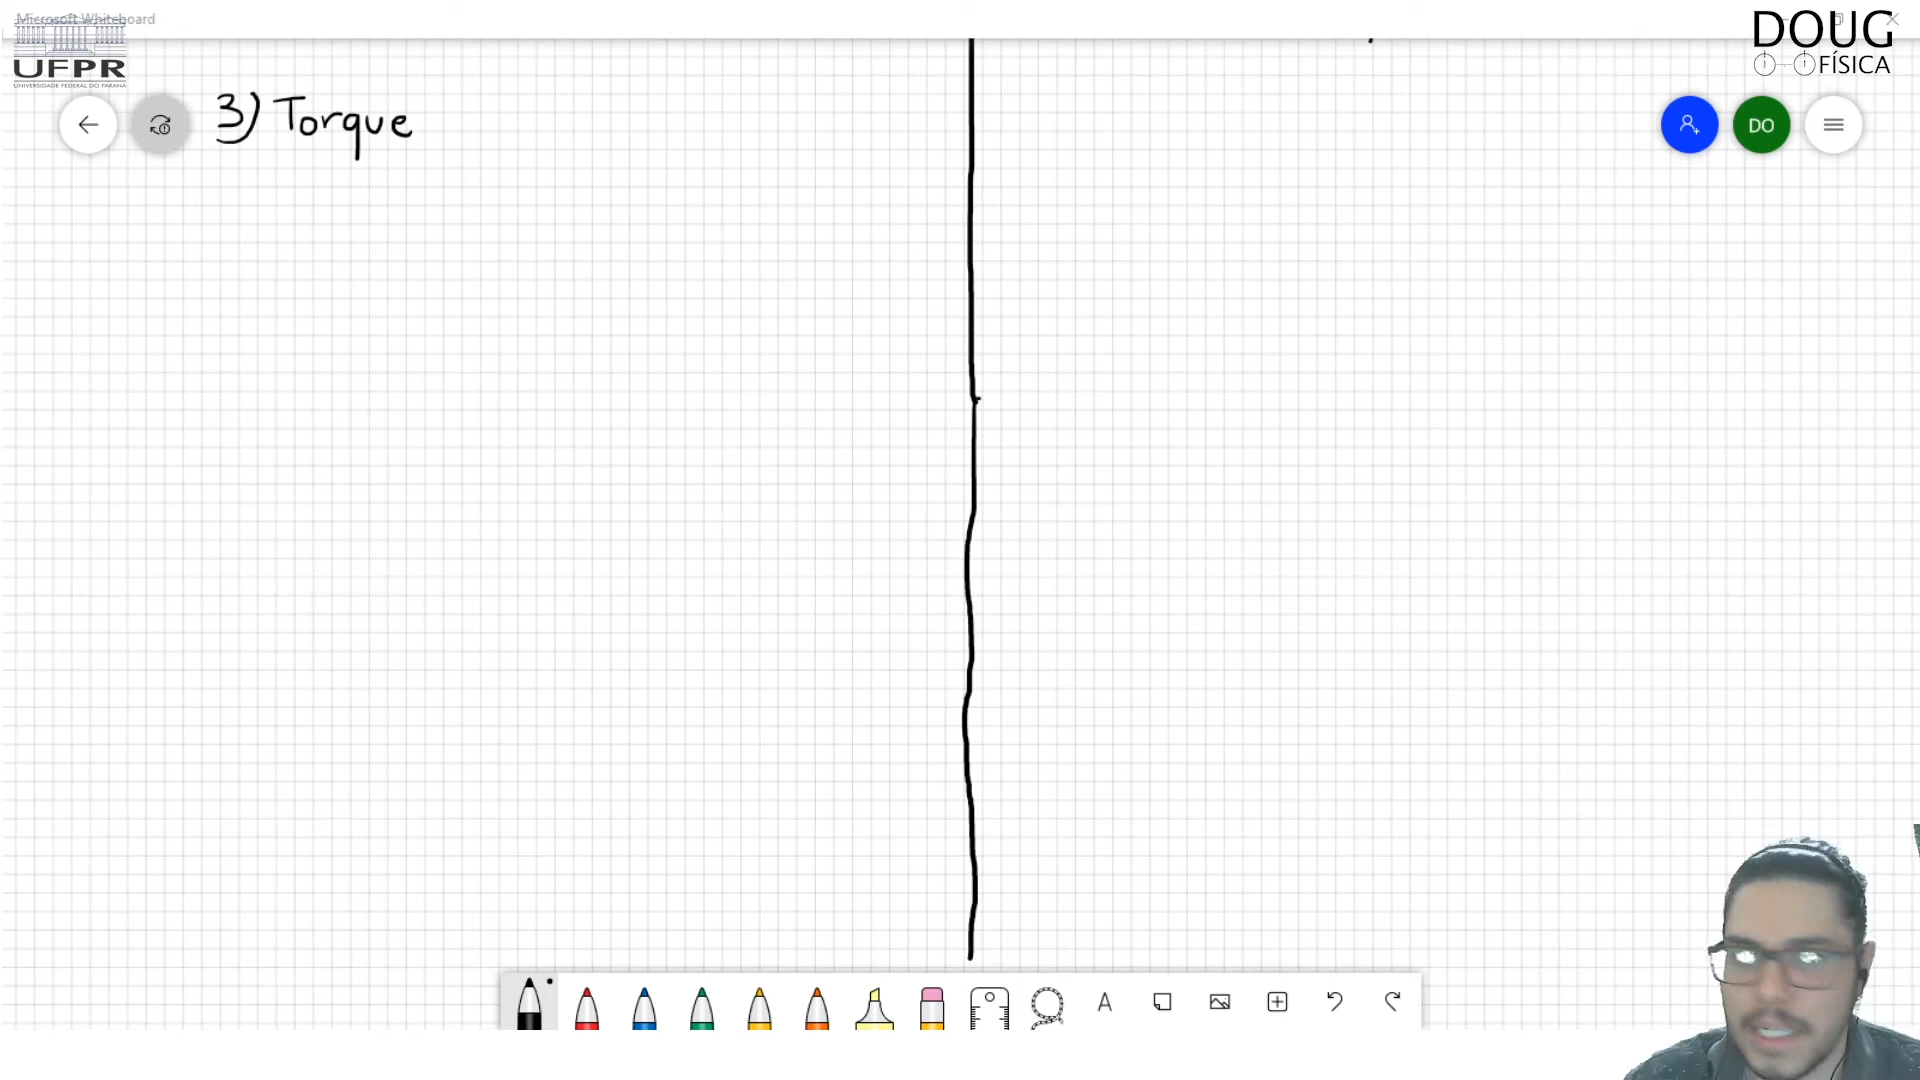 Microsoft Whiteboard
UFPR
UNIVERSIDADE FEDERAL DO PARANÁ
DOUG
FÍSICA
3) Torque
DO
A